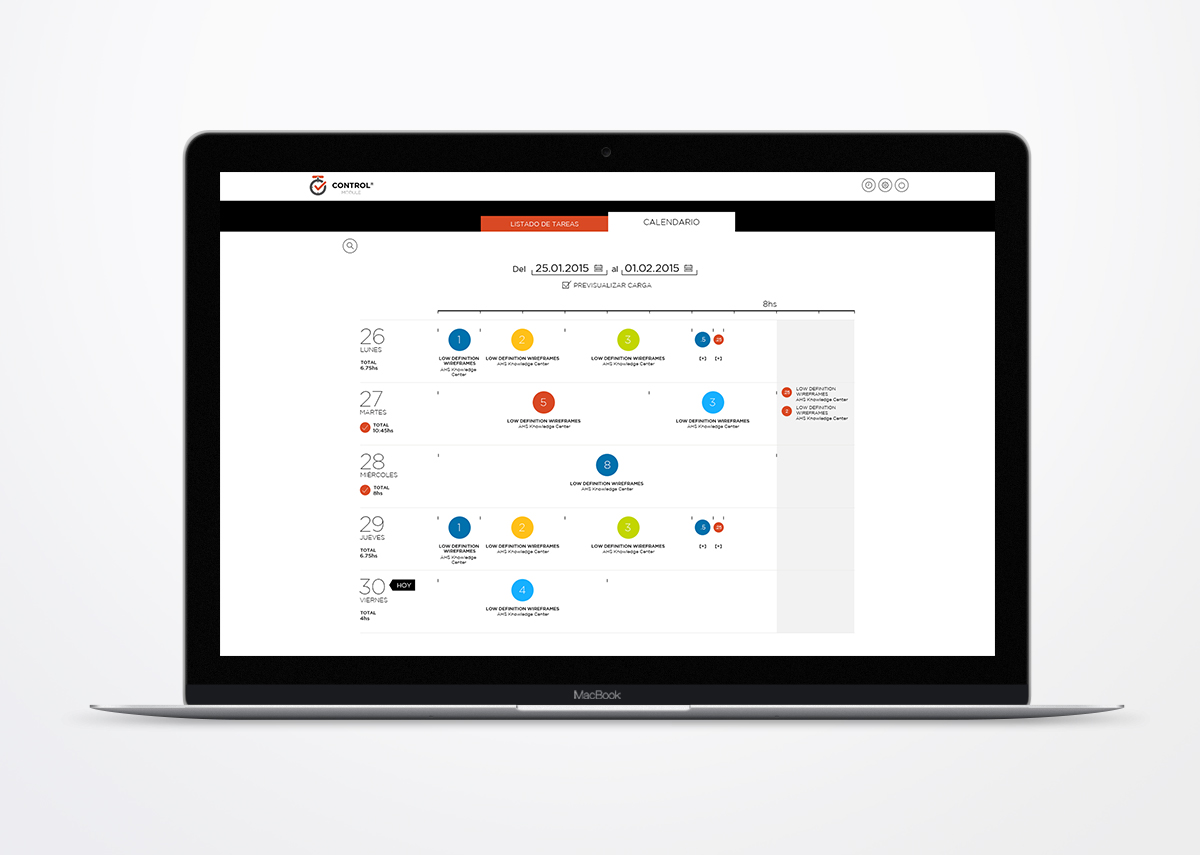 CONTROL®
MODULE
LISTADO DE TAREAS
CALENDARIO
Del 25.01.2015 al 01.02.2015
PREVISUALIZAR CARGA
8hs
26
LUNES
TOTAL
6.75hs
1
LOW DEFINITION
WIREFRAMES
AHS Knowledge
Center
2
LOW DEFINITION WIREFRAMES
AHS Knowledge Center
3
LOW DEFINITION WIREFRAMES
AHS Knowledge Center
.5
[+]
.25
[+]
27
MARTES
TOTAL
10:45hs
5
LOW DEFINITION WIREFRAMES
AHS Knowledge Center
3
LOW DEFINITION WIREFRAMES
AHS Knowledge Center
.25
LOW DEFINITION
WIREFRAMES
AHS Knowledge Center
2
LOW DEFINITION
WIREFRAMES
AHS Knowledge Center
28
MIÉRCOLES
TOTAL
8hs
8
LOW DEFINITION WIREFRAMES
AHS Knowledge Center
29
JUEVES
TOTAL
6.75hs
1
LOW DEFINITION
WIREFRAMES
AHS Knowledge
Center
2
LOW DEFINITION WIREFRAMES
AHS Knowledge Center
3
LOW DEFINITION WIREFRAMES
AHS Knowledge Center
.5
[+]
.25
[+]
30
HOY
VIERNES
TOTAL
4hs
4
LOW DEFINITION WIREFRAMES
AHS Knowledge Center
MacBook